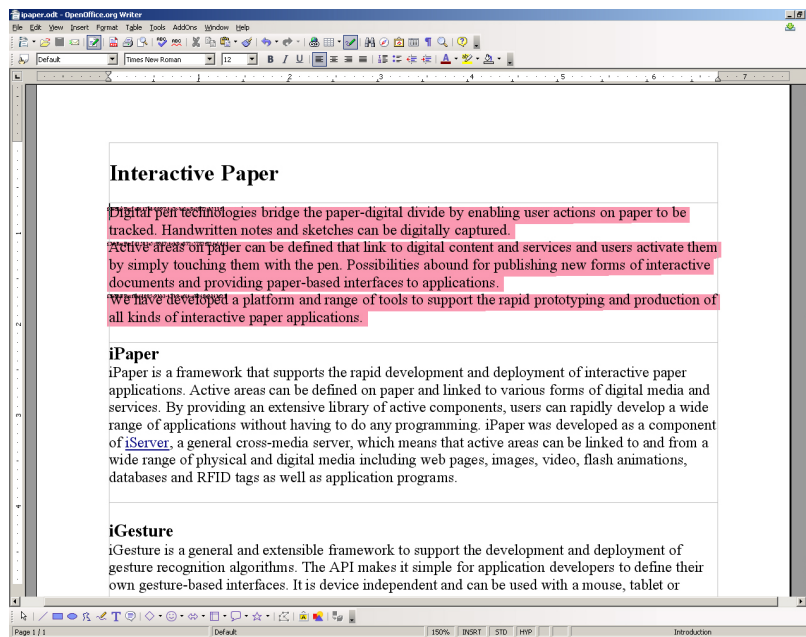 ipaper.odt - OpenOffice.org Writer
File Edit View Insert Format Table Tools AddOns Window Help
Default Times New Roman 12 B I U
1 2 3 4 5 6 7
Interactive Paper
Digital pen technologies bridge the paper-digital divide by enabling user actions on paper to be
tracked. Handwritten notes and sketches can be digitally captured.
Active areas on paper can be defined that link to digital content and services and users activate them
by simply touching them with the pen. Possibilities abound for publishing new forms of interactive
documents and providing paper-based interfaces to applications.
We have developed a platform and range of tools to support the rapid prototyping and production of
all kinds of interactive paper applications.
iPaper
iPaper is a framework that supports the rapid development and deployment of interactive paper
applications. Active areas can be defined on paper and linked to various forms of digital media and
services. By providing an extensive library of active components, users can rapidly develop a wide
range of applications without having to do any programming. iPaper was developed as a component
of iServer, a general cross-media server, which means that active areas can be linked to and from a
wide range of physical and digital media including web pages, images, video, flash animations,
databases and RFID tags as well as application programs.
iGesture
iGesture is a general and extensible framework to support the development and deployment of
gesture recognition algorithms. The API makes it simple for application developers to define their
own gesture-based interfaces. It is device independent and can be used with a mouse, tablet or
Page 1 / 1 Default 150% INSRT STD HYP Introduction